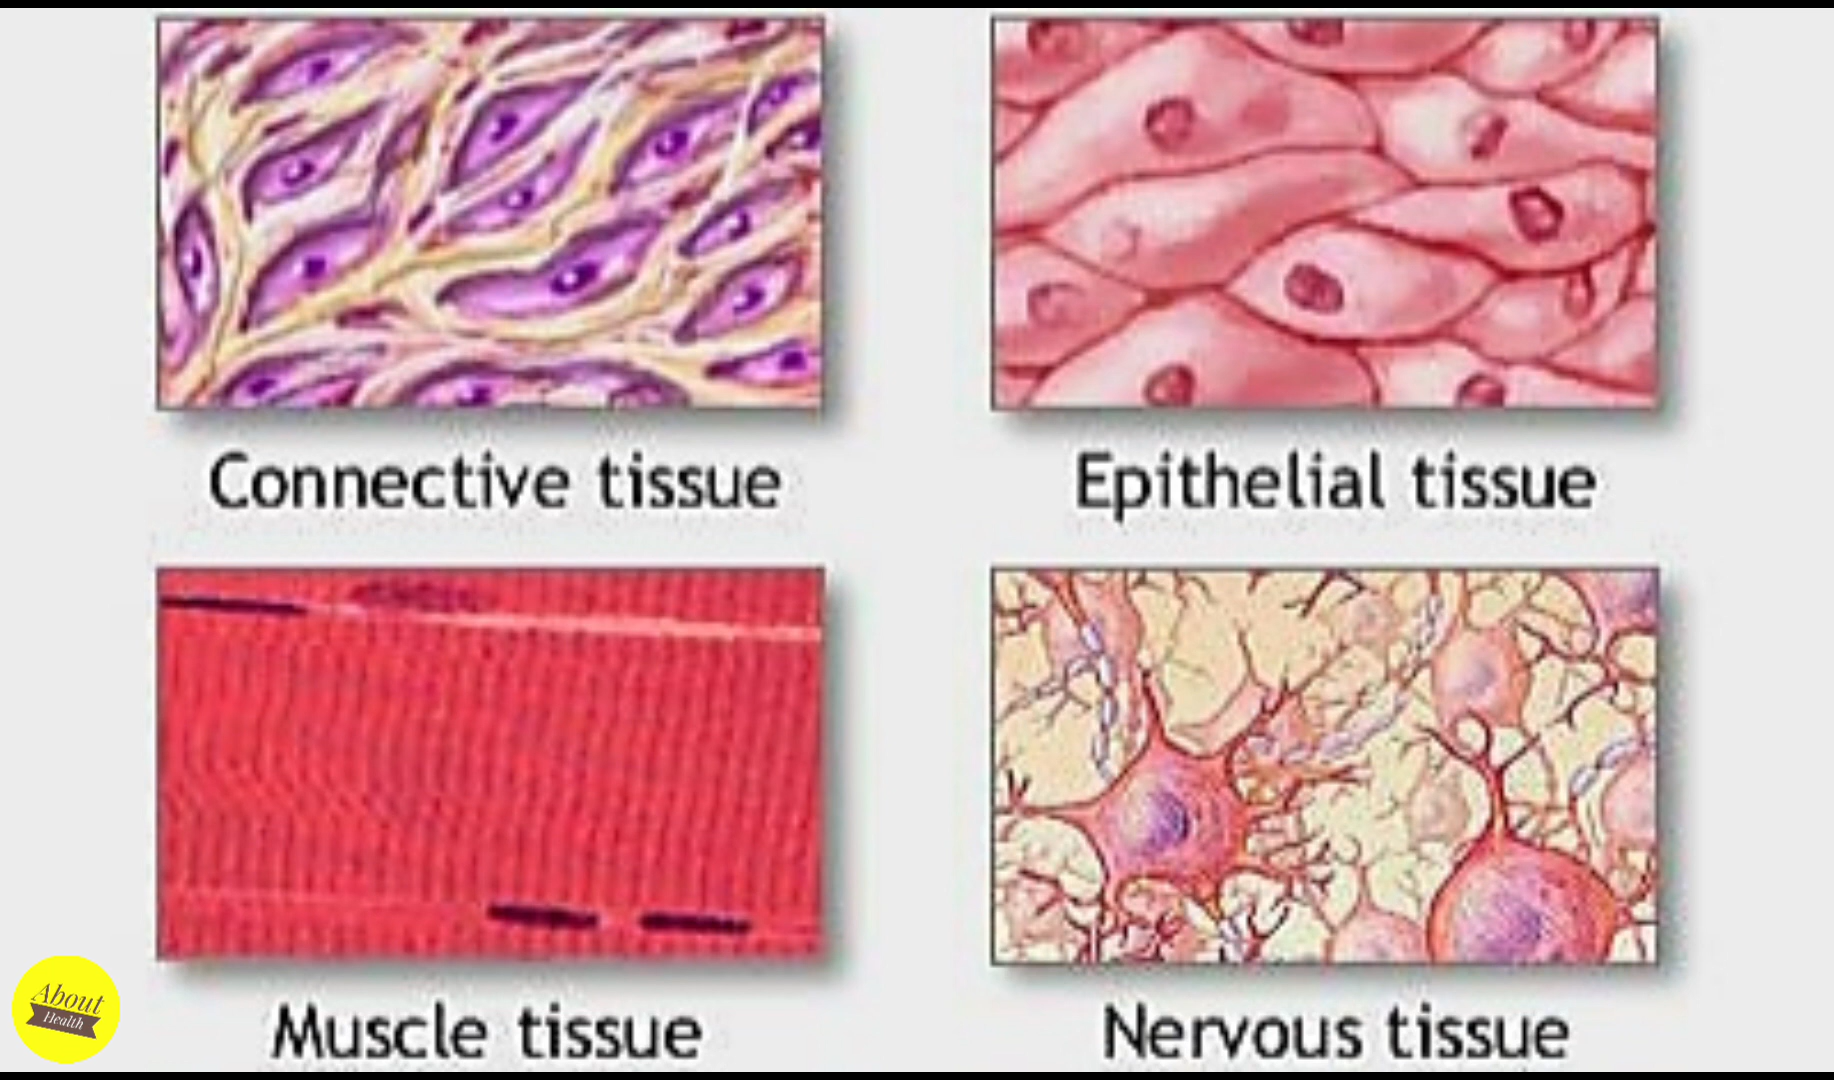 Connective tissue
Epithelial tissue
Muscle tissue
Nervous tissue
About
Health